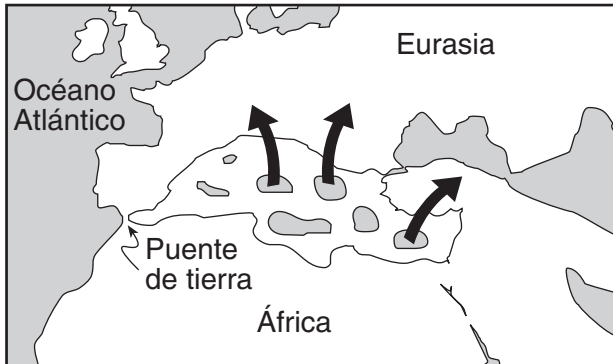 Eurasia
Océano
Atlántico
Puente
de tierra
África